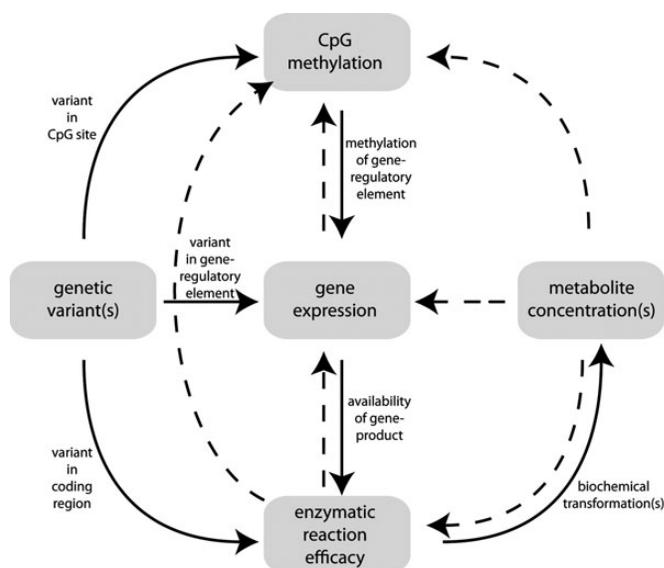 CpG
methylation
variant
in
CpG site
methylation
of gene-
regulatory
element
variant
in gene-
regulatory
element
genetic
variant(s)
gene
expression
metabolite
concentration(s)
availability
of gene-
product
variant
in
coding
region
biochemical
transformation(s)
enzymatic
reaction
efficacy